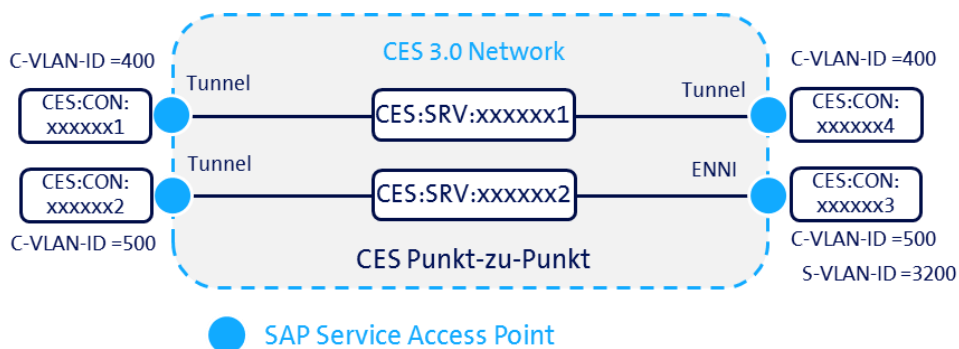 CES 3.0 Network
C-VLAN-ID =400
C-VLAN-ID =400
Tunnel
Tunnel
CES:CON:
xxxxxx1
CES:SRV:xxxxxx1
CES:CON:
xxxxxx4
Tunnel
ENNI
CES:CON:
xxxxxx2
CES:SRV:xxxxxx2
CES:CON:
xxxxxx3
C-VLAN-ID =500
CES Punkt-zu-Punkt
C-VLAN-ID =500
S-VLAN-ID =3200
SAP Service Access Point